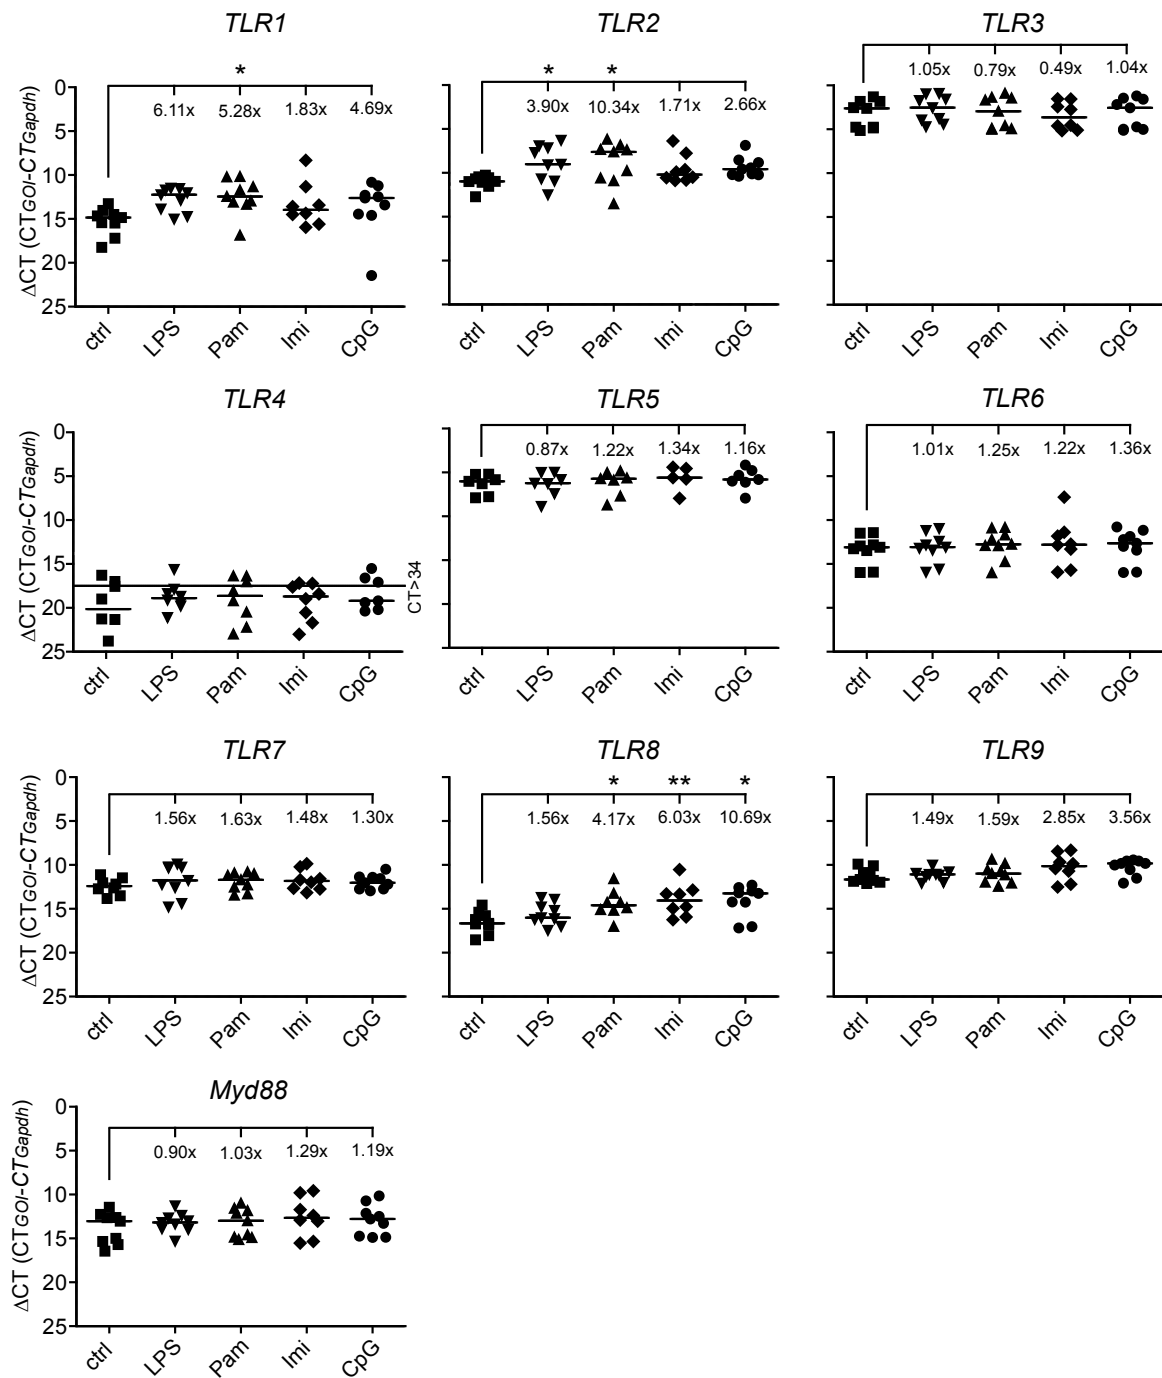 TLR1
TLR2
TLR3
* 
6.11x 5.28x 1.83x 4.69x
* *
3.90x 10.34x 1.71x 2.66x
1.05x 0.79x 0.49x 1.04x
ΔCT (CTGOI-CTGapdh)
0
5
10
15
20
25
ctrl LPS Pam Imi CpG
ctrl LPS Pam Imi CpG
ctrl LPS Pam Imi CpG
TLR4
TLR5
TLR6
0.87x 1.22x 1.34x 1.16x
1.01x 1.25x 1.22x 1.36x
ΔCT (CTGOI-CTGapdh)
0
5
10
15
20
25
CT>34
ctrl LPS Pam Imi CpG
ctrl LPS Pam Imi CpG
ctrl LPS Pam Imi CpG
TLR7
TLR8
TLR9
1.56x 1.63x 1.48x 1.30x
* ** *
1.56x 4.17x 6.03x 10.69x
1.49x 1.59x 2.85x 3.56x
ΔCT (CTGOI-CTGapdh)
0
5
10
15
20
25
ctrl LPS Pam Imi CpG
ctrl LPS Pam Imi CpG
ctrl LPS Pam Imi CpG
Myd88
0.90x 1.03x 1.29x 1.19x
ΔCT (CTGOI-CTGapdh)
0
5
10
15
20
25
ctrl LPS Pam Imi CpG